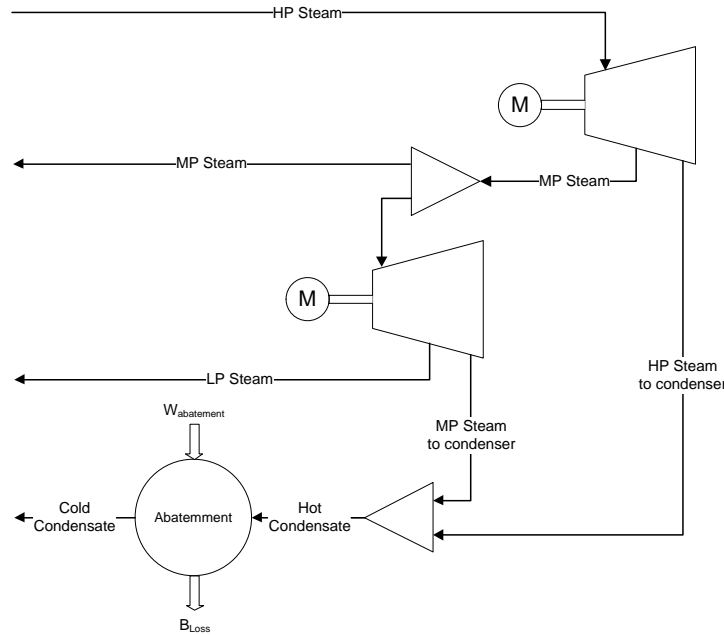 HP Steam
M
MP Steam
MP Steam
M
LP Steam
HP Steam
to condenser
MP Steam
to condenser
Wabatement
Cold
Condensate
Abatemment
Hot
Condensate
BLoss